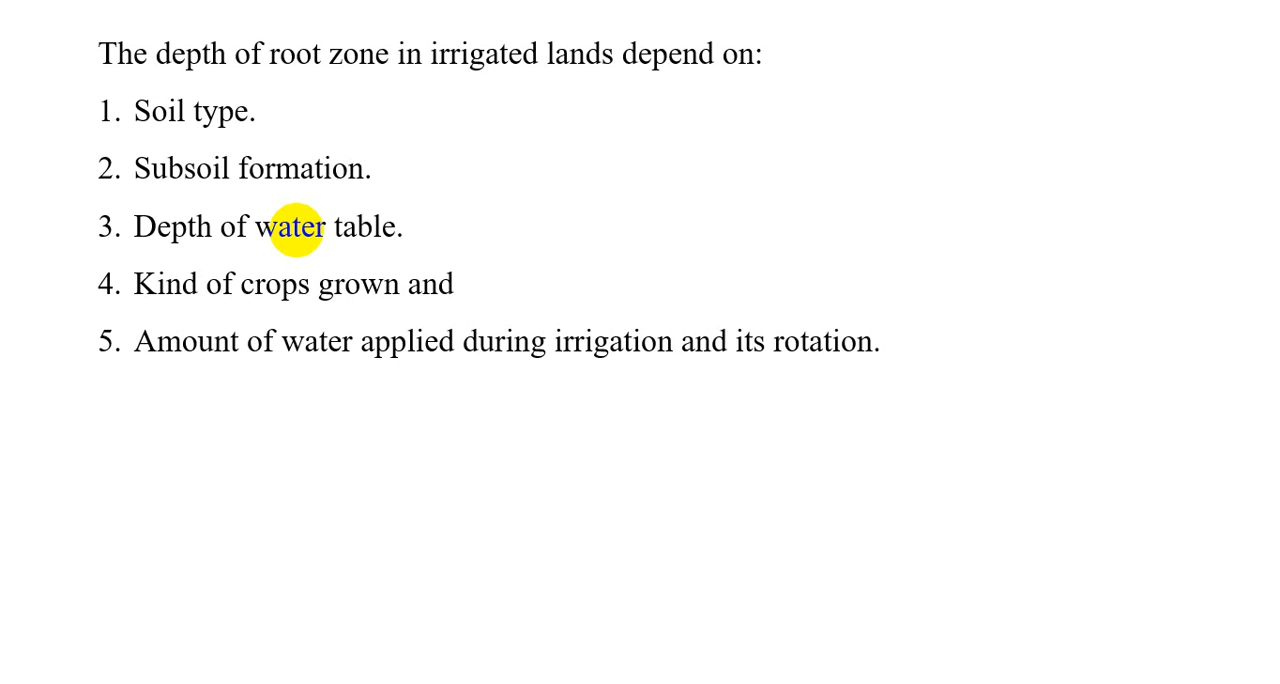 The depth of root zone in irrigated lands depend on:
1. Soil type.
2. Subsoil formation.
3. Depth of water table.
4. Kind of crops grown and
5. Amount of water applied during irrigation and its rotation.